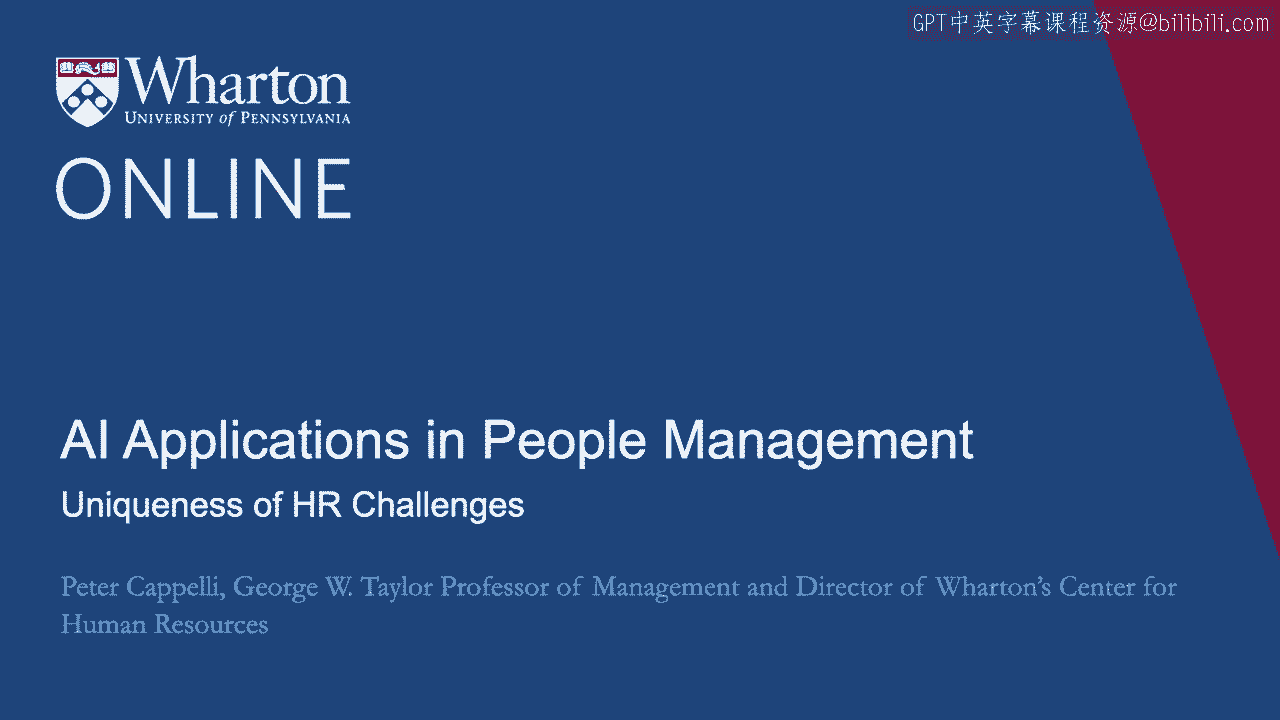 GPT中英字幕课程资源@bilibili.com
Wharton
UNIVERSITY of PENNSYLVANIA
ONLINE
AI Applications in People Management
Uniqueness of HR Challenges
Peter Cappelli, George W. Taylor Professor of Management and Director of Wharton’s Center for
Human Resources